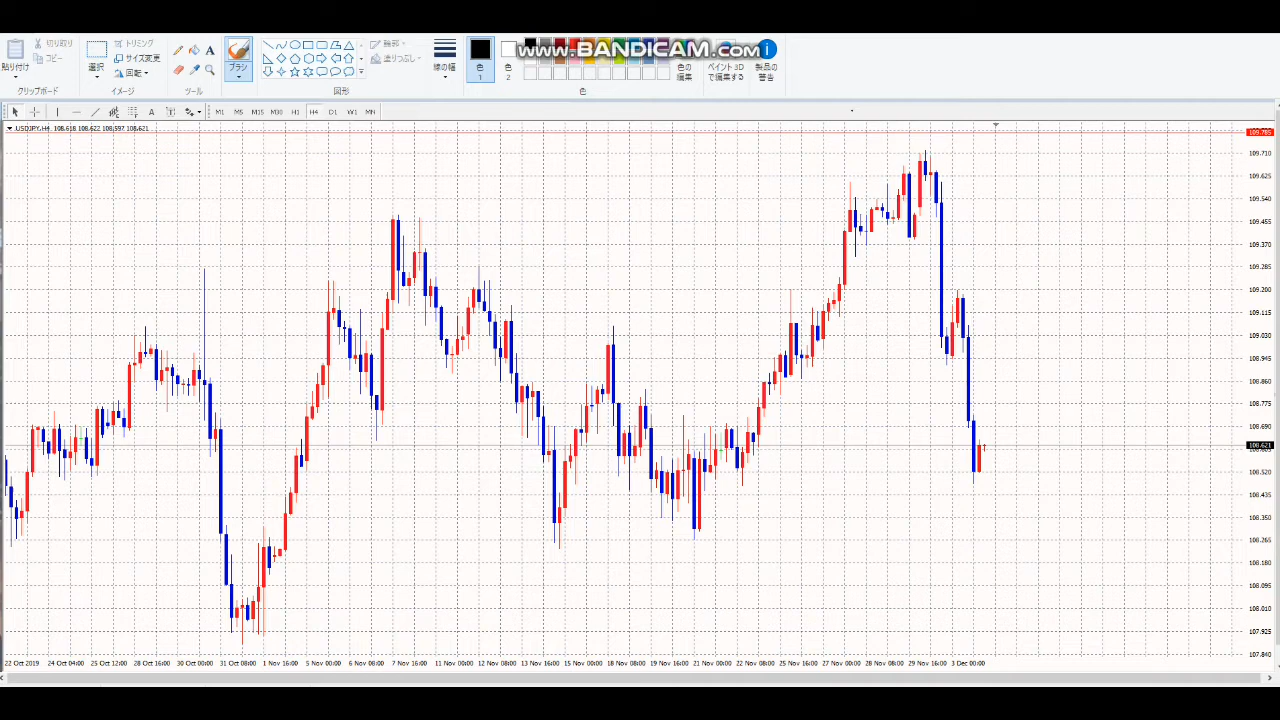 www.BANDICAM.com
切り取り
コピー
貼り付け
クリップボード
選択
トリミング
サイズ変更
回転
イメージ
A
ツール
ブラシ
輪郭
塗りつぶし
図形
線の幅
色
1
色
2
色の
編集
色
ペイント 3D
で編集する
製品の
警告
A T M1 M5 M15 M30 H1 H4 D1 W1 MN
USDJPY,H4 108.618 108.622 108.597 108.621
109.785
109.710
109.625
109.540
109.455
109.370
109.285
109.200
109.115
109.030
108.945
108.860
108.775
108.690
108.621
108.520
108.435
108.350
108.265
108.180
108.095
108.010
107.925
107.840
22 Oct 2019 24 Oct 04:00 25 Oct 12:00 28 Oct 16:00 30 Oct 00:00 31 Oct 08:00 1 Nov 16:00 5 Nov 00:00 6 Nov 08:00 7 Nov 16:00 11 Nov 00:00 12 Nov 08:00 13 Nov 16:00 15 Nov 00:00 18 Nov 08:00 19 Nov 16:00 21 Nov 00:00 22 Nov 08:00 25 Nov 16:00 27 Nov 00:00 28 Nov 08:00 29 Nov 16:00 3 Dec 00:00